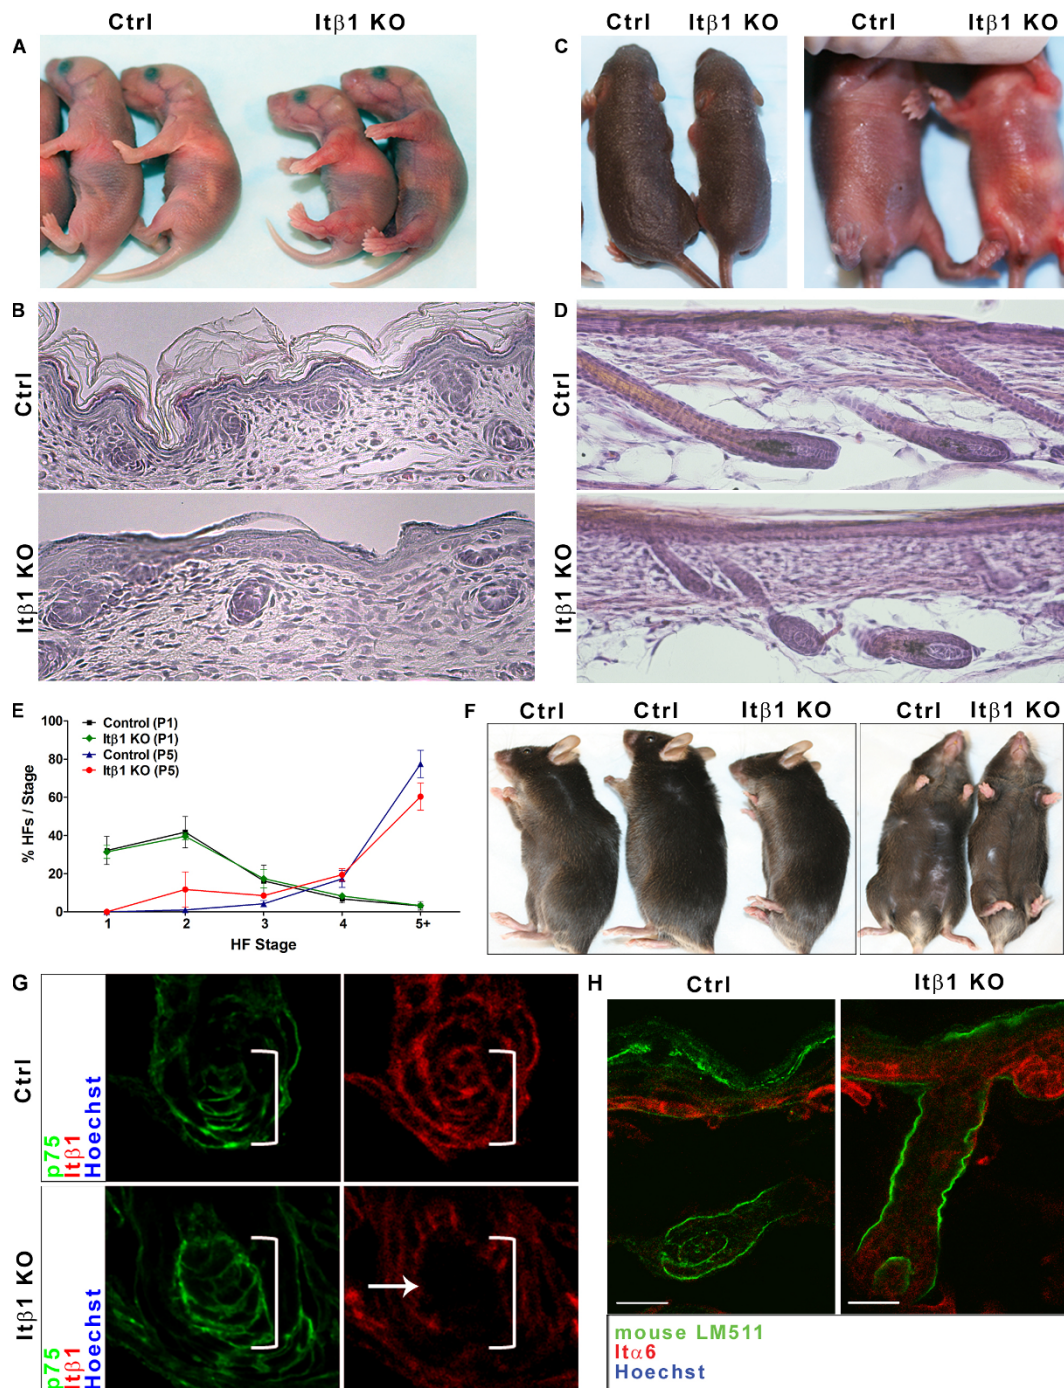 Ctrl Itβ1 KO
Ctrl Itβ1 KO
Ctrl Itβ1 KO
A
C
B
Ctrl
Itβ1 KO
D
Ctrl
Itβ1 KO
E
100
80
60
40
20
0
% HFs / Stage
Control (P1)
Itβ1 KO (P1)
Control (P5)
Itβ1 KO (P5)
1 2 3 4 5+
HF Stage
F
Ctrl Ctrl Itβ1 KO
Ctrl Itβ1 KO
G
Ctrl
p75
Itβ1
Hoechst
Itβ1 KO
p75
Itβ1
Hoechst
H
Ctrl Itβ1 KO
mouse LM511
Itα6
Hoechst